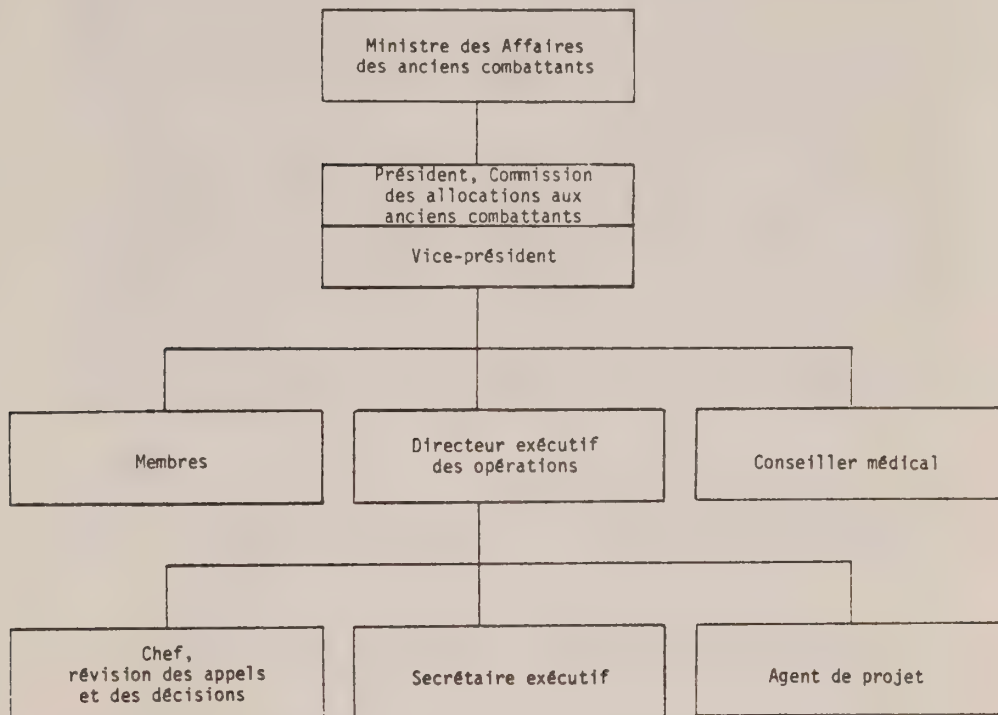 Ministre des Affaires
des anciens combattants
Président, Commission
des allocations aux
anciens combattants
Vice-président
Membres
Directeur exécutif
des opérations
Conseiller médical
Chef,
révision des appels
et des décisions
Secrétaire exécutif
Agent de projet